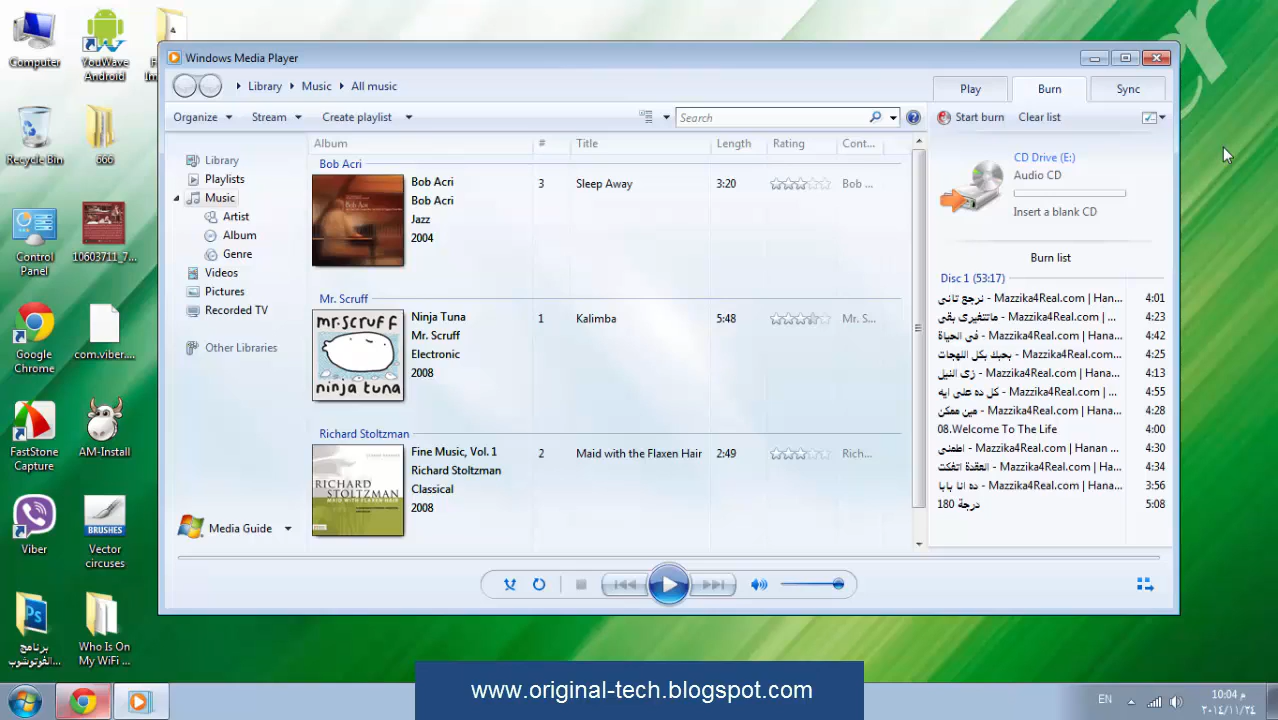 Computer
YouWave
Android
Recycle Bin
666
Control
Panel
10603711_7...
Google
Chrome
com.viber....
FastStone
Capture
AM-Install
Viber
BRUSHES
Vector
circuses
برنامج
الفوتوشوب...
Who Is On
My WiFi ...
Windows Media Player
Library
Music
All music
Play
Burn
Sync
Organize
Stream
Create playlist
Search
Start burn
Clear list
Album
#
Title
Length
Rating
Cont...
Library
Playlists
Music
Artist
Album
Genre
Videos
Pictures
Recorded TV
Other Libraries
Media Guide
Bob Acri
Bob Acri
3
Sleep Away
3:20
Bob ...
Bob Acri
Jazz
2004
Mr. Scruff
mr.scruff
ninja tuna
Ninja Tuna
1
Kalimba
5:48
Mr. S...
Mr. Scruff
Electronic
2008
Richard Stoltzman
RICHARD
STOLTZMAN
Fine Music, Vol. 1
2
Maid with the Flaxen Hair
2:49
Rich...
Richard Stoltzman
Classical
2008
CD Drive (E:)
Audio CD
Insert a blank CD
Burn list
Disc 1 (53:17)
نرجع تانى - Mazzika4Real.com | Hana... 4:01
ماتتغيرى بقى - Mazzika4Real.com | Ha... 4:23
فى الحياة - Mazzika4Real.com | Hana... 4:42
بحبك بكل اللهجات - Mazzika4Real.com ... 4:25
زى النيل - Mazzika4Real.com | Hana... 4:13
كل ده على ايه - Mazzika4Real.com | H... 4:55
مين ممكن - Mazzika4Real.com | Hana... 4:28
08.Welcome To The Life 4:00
اطمنى - Mazzika4Real.com | Hanan ... 4:30
العقدة اتفكت - Mazzika4Real.com | Ha... 4:34
ده انا بابا - Mazzika4Real.com | Hana... 3:56
180 درجة 5:08
www.original-tech.blogspot.com
EN
10:04 م
٢٠١٤/١١/٢٤